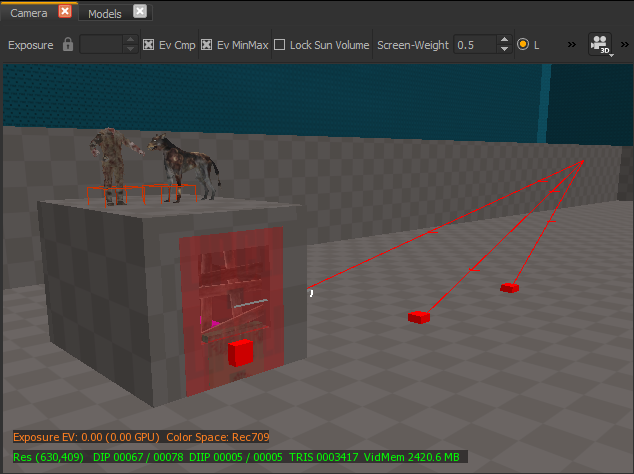 Camera Models
Exposure Ev Cmp Ev MinMax Lock Sun Volume Screen-Weight 0.5 L » 3D »
Exposure EV: 0.00 (0.00 GPU) Color Space: Rec709
Res (630,409) DIP 00067 / 00078 DIIP 00005 / 00005 TRIS 0003417 VidMem 2420.6 MB